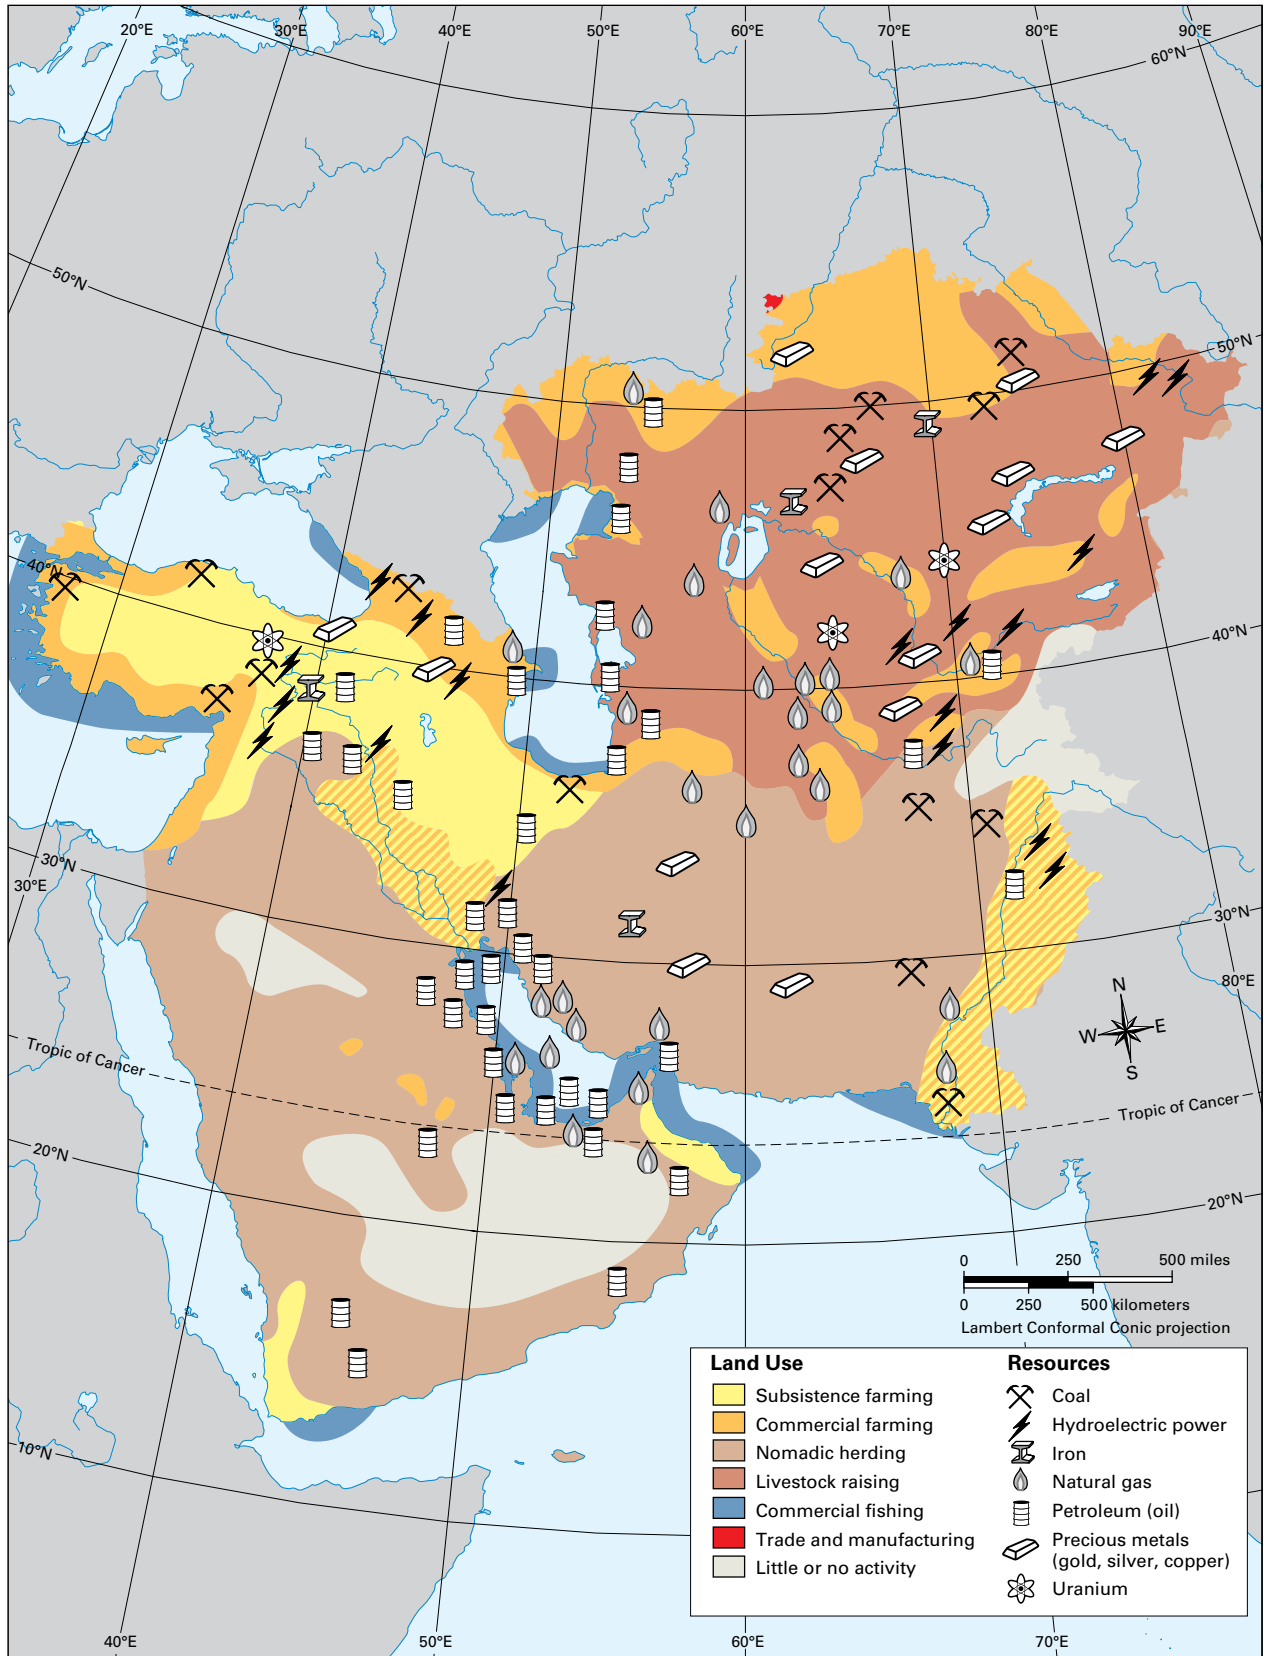 20°E 30°E 40°E 50°E 60°E 70°E 80°E 90°E
60°N
50°N
50°N
40°N
40°N
30°N
30°E
30°N
80°E
N
W E
S
Tropic of Cancer
Tropic of Cancer
20°N
20°N
0 250 500 miles
0 250 500 kilometers
Lambert Conformal Conic projection
10°N
Land Use
Subsistence farming
Commercial farming
Nomadic herding
Livestock raising
Commercial fishing
Trade and manufacturing
Little or no activity
Resources
Coal
Hydroelectric power
Iron
Natural gas
Petroleum (oil)
Precious metals
(gold, silver, copper)
Uranium
40°E 50°E 60°E 70°E